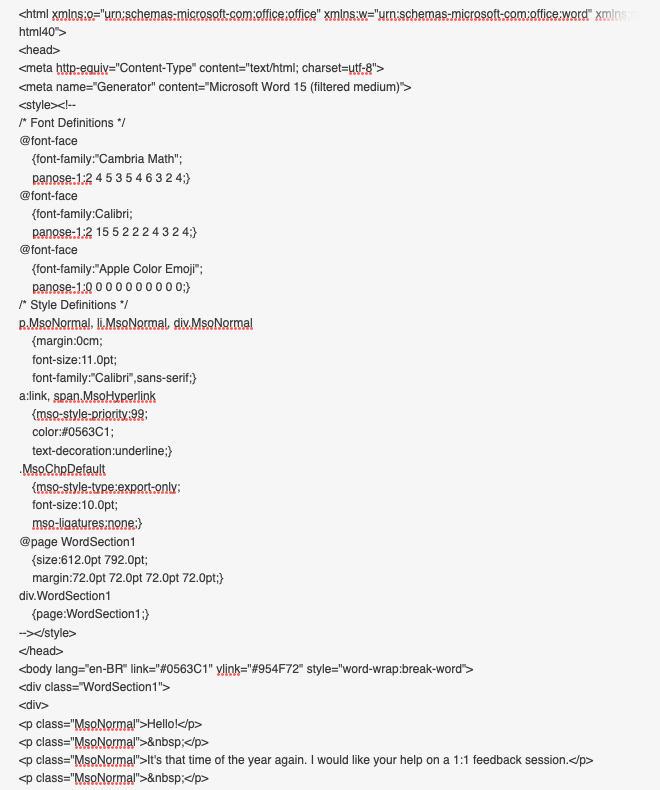 <html xmlns:o="urn:schemas-microsoft-com:office:office" xmlns:w="urn:schemas-microsoft-com:office:word"
html40">
<head>
<meta http-equiv="Content-Type" content="text/html; charset=utf-8">
<meta name="Generator" content="Microsoft Word 15 (filtered medium)">
<style><!--
/* Font Definitions */
@font-face
{font-family:"Cambria Math";
panose-1:2 4 5 3 5 4 6 3 2 4;}
@font-face
{font-family:Calibri;
panose-1:2 15 5 2 2 2 4 3 2 4;}
@font-face
{font-family:"Apple Color Emoji";
panose-1:0 0 0 0 0 0 0 0 0 0;}
/* Style Definitions */
p.MsoNormal, li.MsoNormal, div.MsoNormal
{margin:0cm;
font-size:11.0pt;
font-family:"Calibri",sans-serif;}
a:link, span.MsoHyperlink
{mso-style-priority:99;
color:#0563C1;
text-decoration:underline;}
.MsoChpDefault
{mso-style-type:export-only;
font-size:10.0pt;
mso-ligatures:none;}
@page WordSection1
{size:612.0pt 792.0pt;
margin:72.0pt 72.0pt 72.0pt 72.0pt;}
div.WordSection1
{page:WordSection1;}
--></style>
</head>
<body lang="en-BR" link="#0563C1" vlink="#954F72" style="word-wrap:break-word">
<div class="WordSection1">
<div>
<p class="MsoNormal">Hello!</p>
<p class="MsoNormal">&nbsp;</p>
<p class="MsoNormal">It's that time of the year again. I would like your help on a 1:1 feedback session.</p>
<p class="MsoNormal">&nbsp;</p>